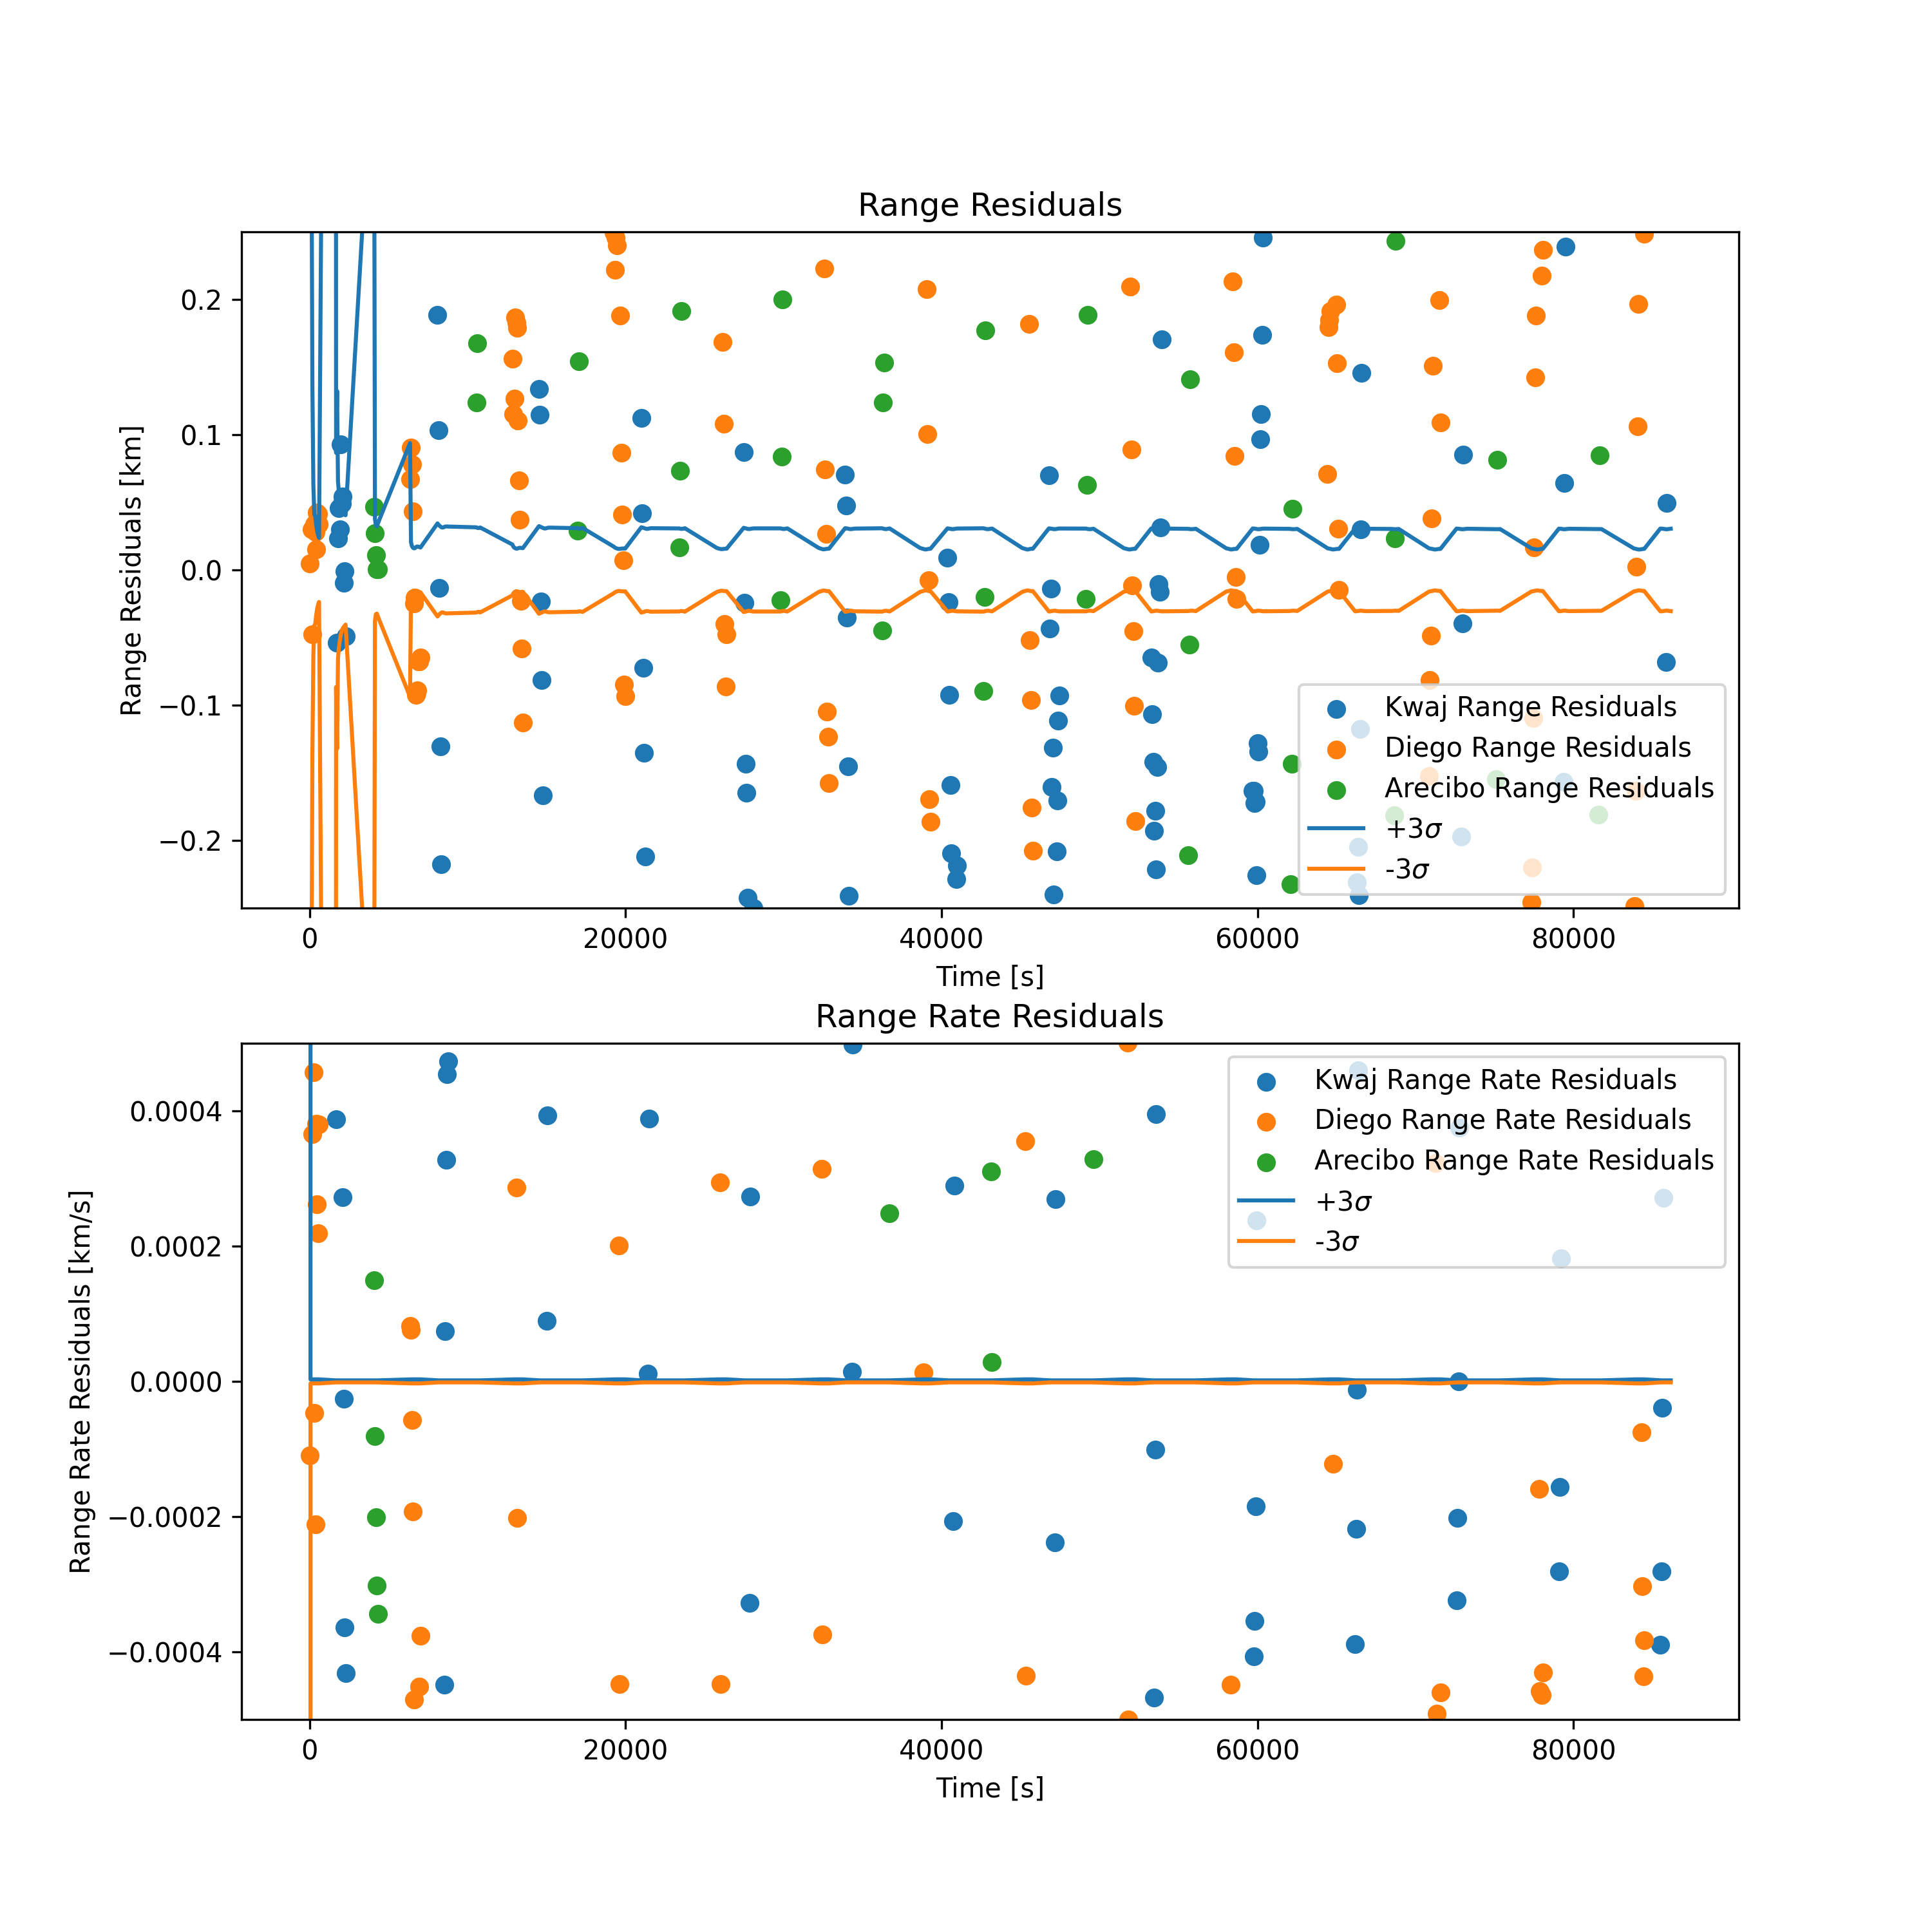 Range Residuals
0.2
0.1
0.0
−0.1
−0.2
Range Residuals [km]
Kwaj Range Residuals
Diego Range Residuals
Arecibo Range Residuals
+3σ
-3σ
0 20000 40000 60000 80000
Time [s]
Range Rate Residuals
0.0004
0.0002
0.0000
−0.0002
−0.0004
Range Rate Residuals [km/s]
Kwaj Range Rate Residuals
Diego Range Rate Residuals
Arecibo Range Rate Residuals
+3σ
-3σ
0 20000 40000 60000 80000
Time [s]